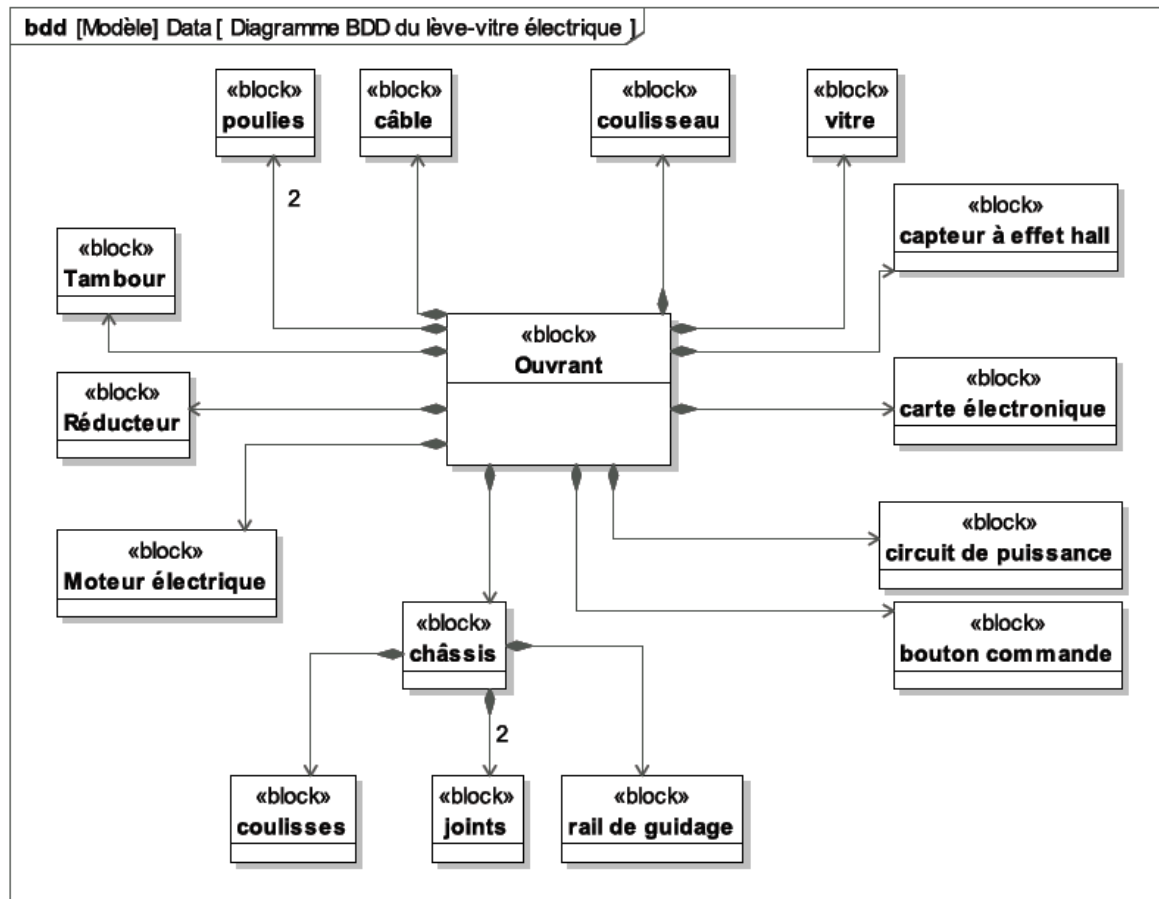 bdd [Modèle] Data [ Diagramme BDD du lève-vitre électrique ]
«block»
poulies
«block»
câble
«block»
coulisseau
«block»
vitre
2
«block»
capteur à effet hall
«block»
Tambour
«block»
Ouvrant
«block»
Réducteur
«block»
carte électronique
«block»
Moteur électrique
«block»
circuit de puissance
«block»
châssis
«block»
bouton commande
2
«block»
coulisses
«block»
joints
«block»
rail de guidage